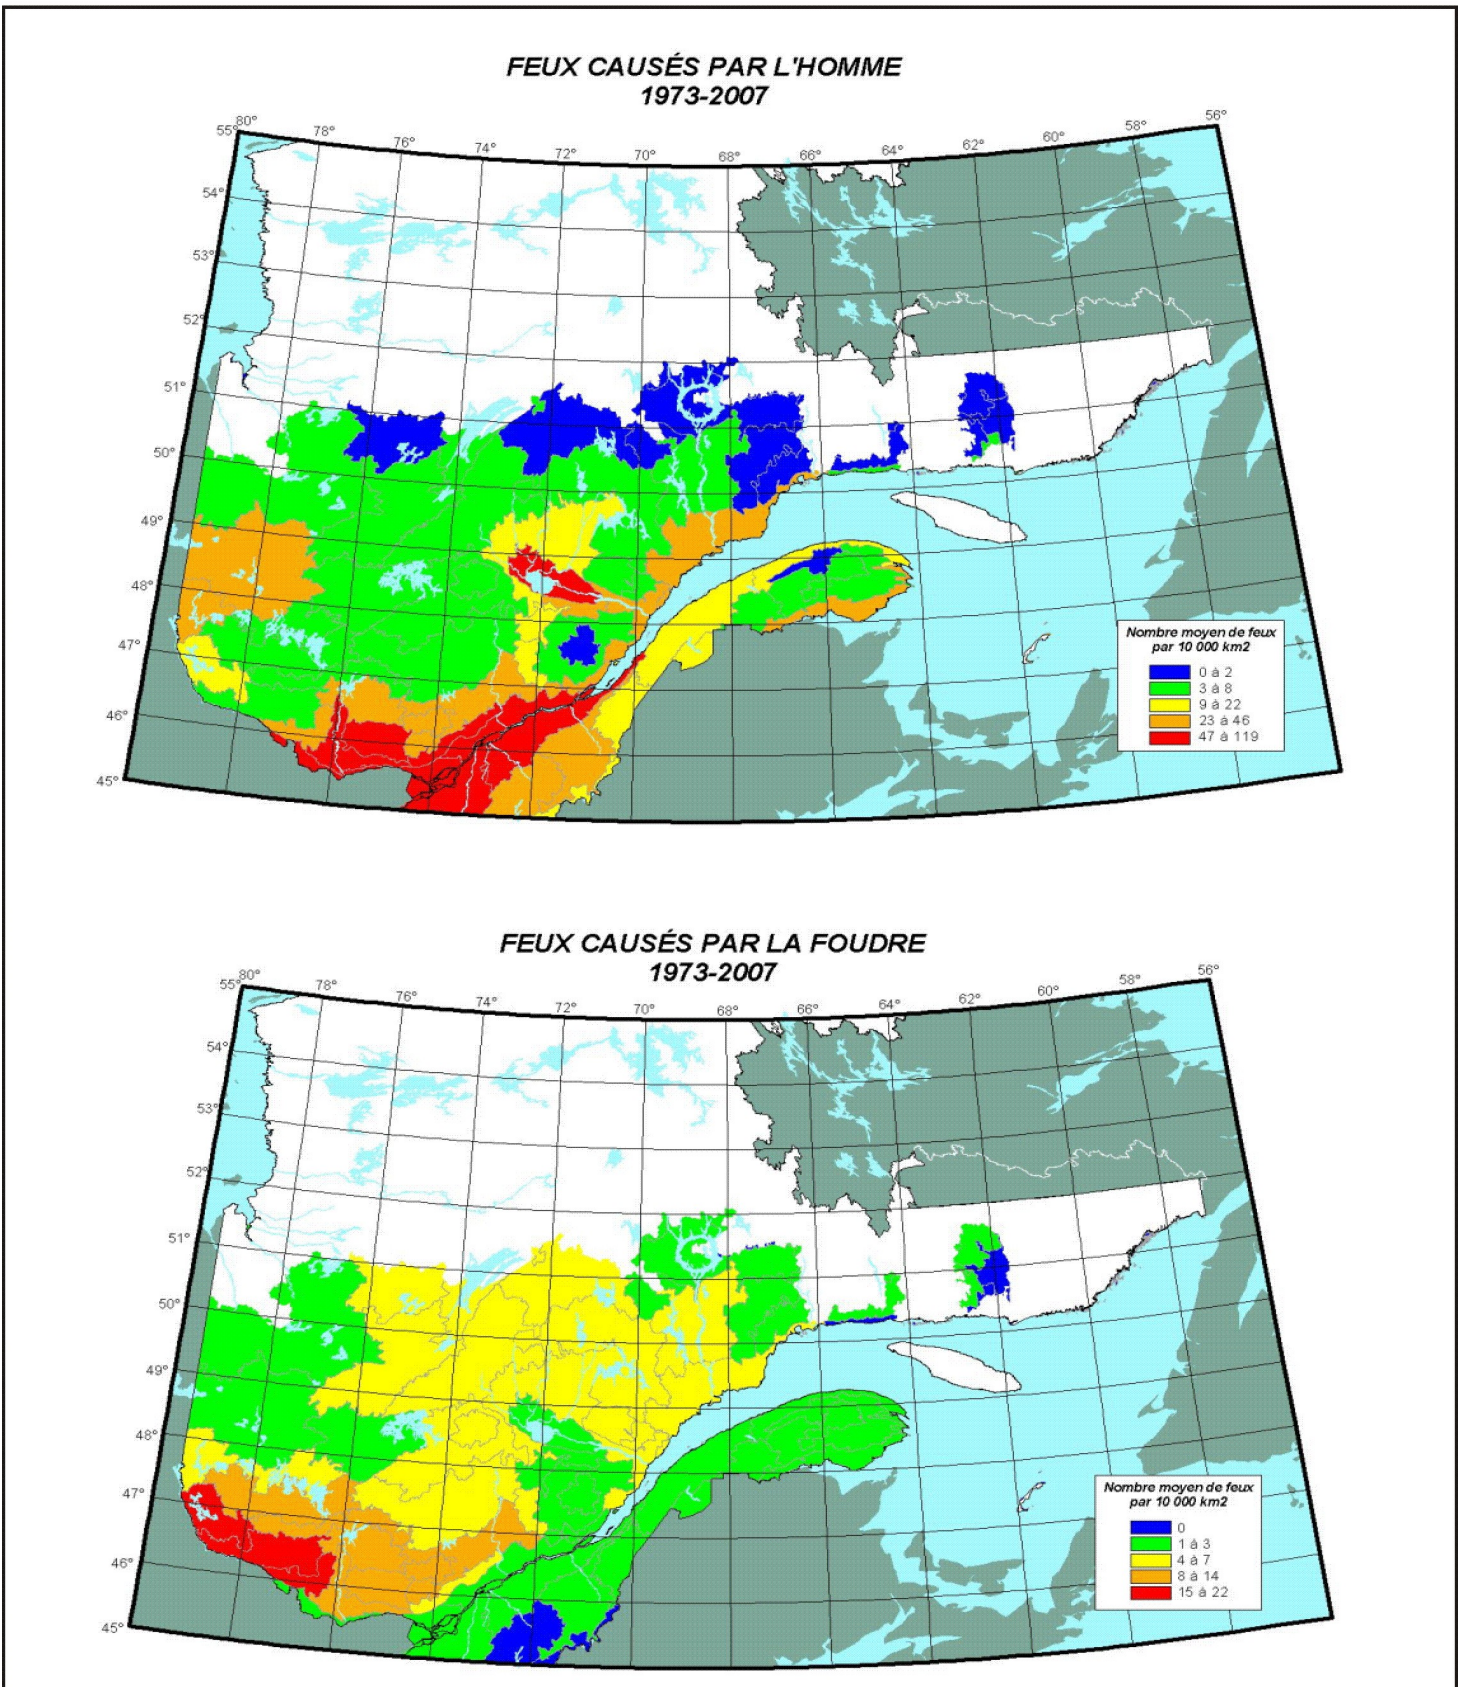 FEUX CAUSÉS PAR L'HOMME
1973-2007
80° 78° 76° 74° 72° 70° 68° 66° 64° 62° 60° 58° 56°
55°
54°
53°
52°
51°
50°
49°
48°
47°
46°
45°
Nombre moyen de feux
par 10 000 km2
0 à 2
3 à 8
9 à 22
23 à 46
47 à 119
FEUX CAUSÉS PAR LA FOUDRE
1973-2007
80° 78° 76° 74° 72° 70° 68° 66° 64° 62° 60° 58° 56°
55°
54°
53°
52°
51°
50°
49°
48°
47°
46°
45°
Nombre moyen de feux
par 10 000 km2
0
1 à 3
4 à 7
8 à 14
15 à 22